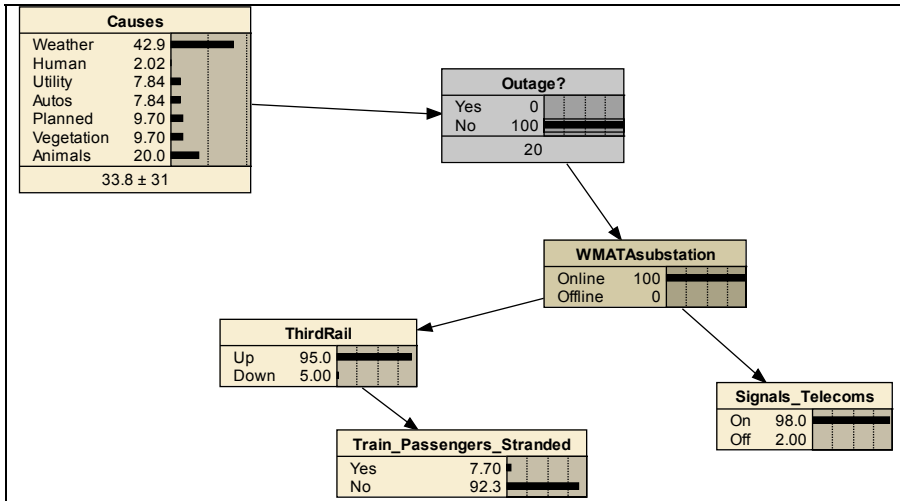 Causes
Weather 42.9
Human 2.02
Utility 7.84
Autos 7.84
Planned 9.70
Vegetation 9.70
Animals 20.0
33.8 ± 31
Outage?
Yes 0
No 100
20
WMATAsubstation
Online 100
Offline 0
ThirdRail
Up 95.0
Down 5.00
Signals_Telecoms
On 98.0
Off 2.00
Train_Passengers_Stranded
Yes 7.70
No 92.3